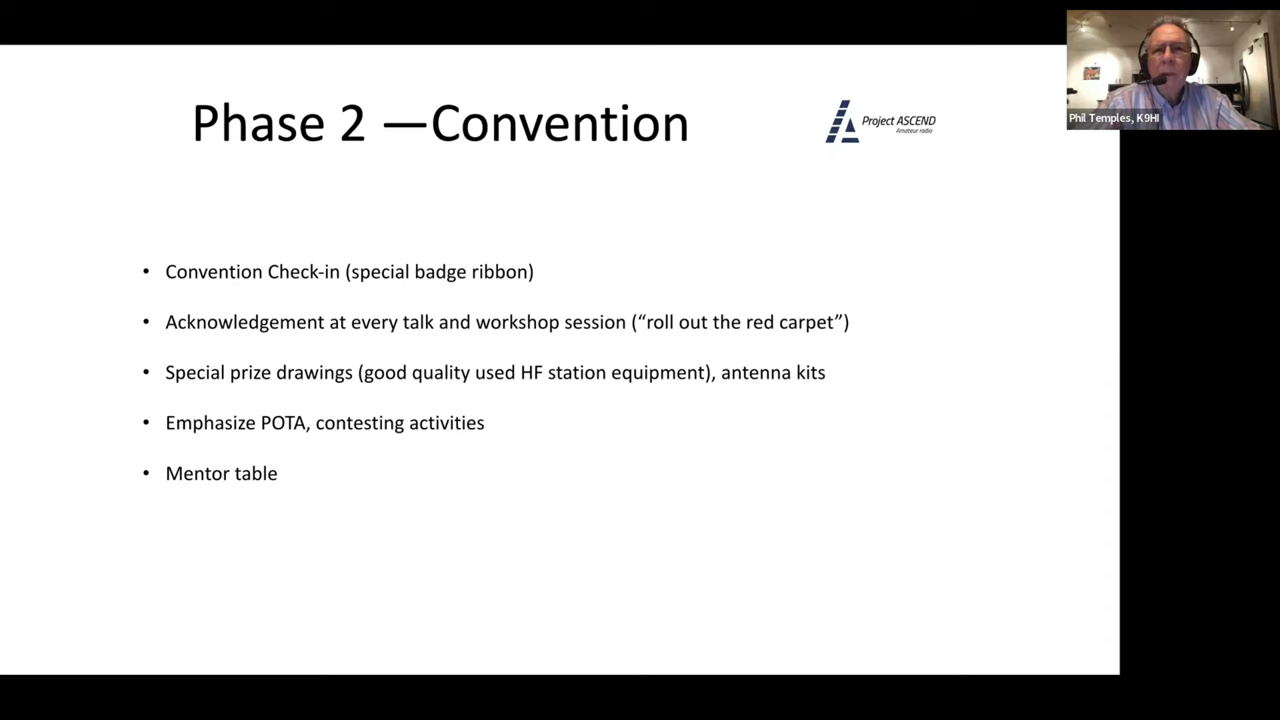 Phase 2 —Convention
Project ASCEND
Amateur radio
Phil Temples, K9HI
• Convention Check-in (special badge ribbon)
• Acknowledgement at every talk and workshop session (“roll out the red carpet”)
• Special prize drawings (good quality used HF station equipment), antenna kits
• Emphasize POTA, contesting activities
• Mentor table